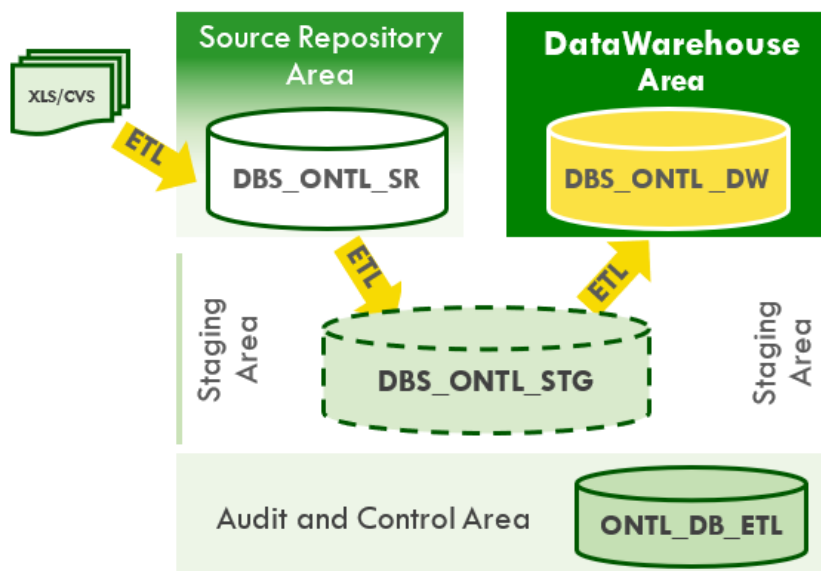 Source Repository
Area
DataWarehouse
Area
XLS/CVS
ETL
DBS_ONTL_SR
DBS_ONTL _DW
ETL
ETL
Staging
Area
DBS_ONTL_STG
Staging
Area
Audit and Control Area
ONTL_DB_ETL